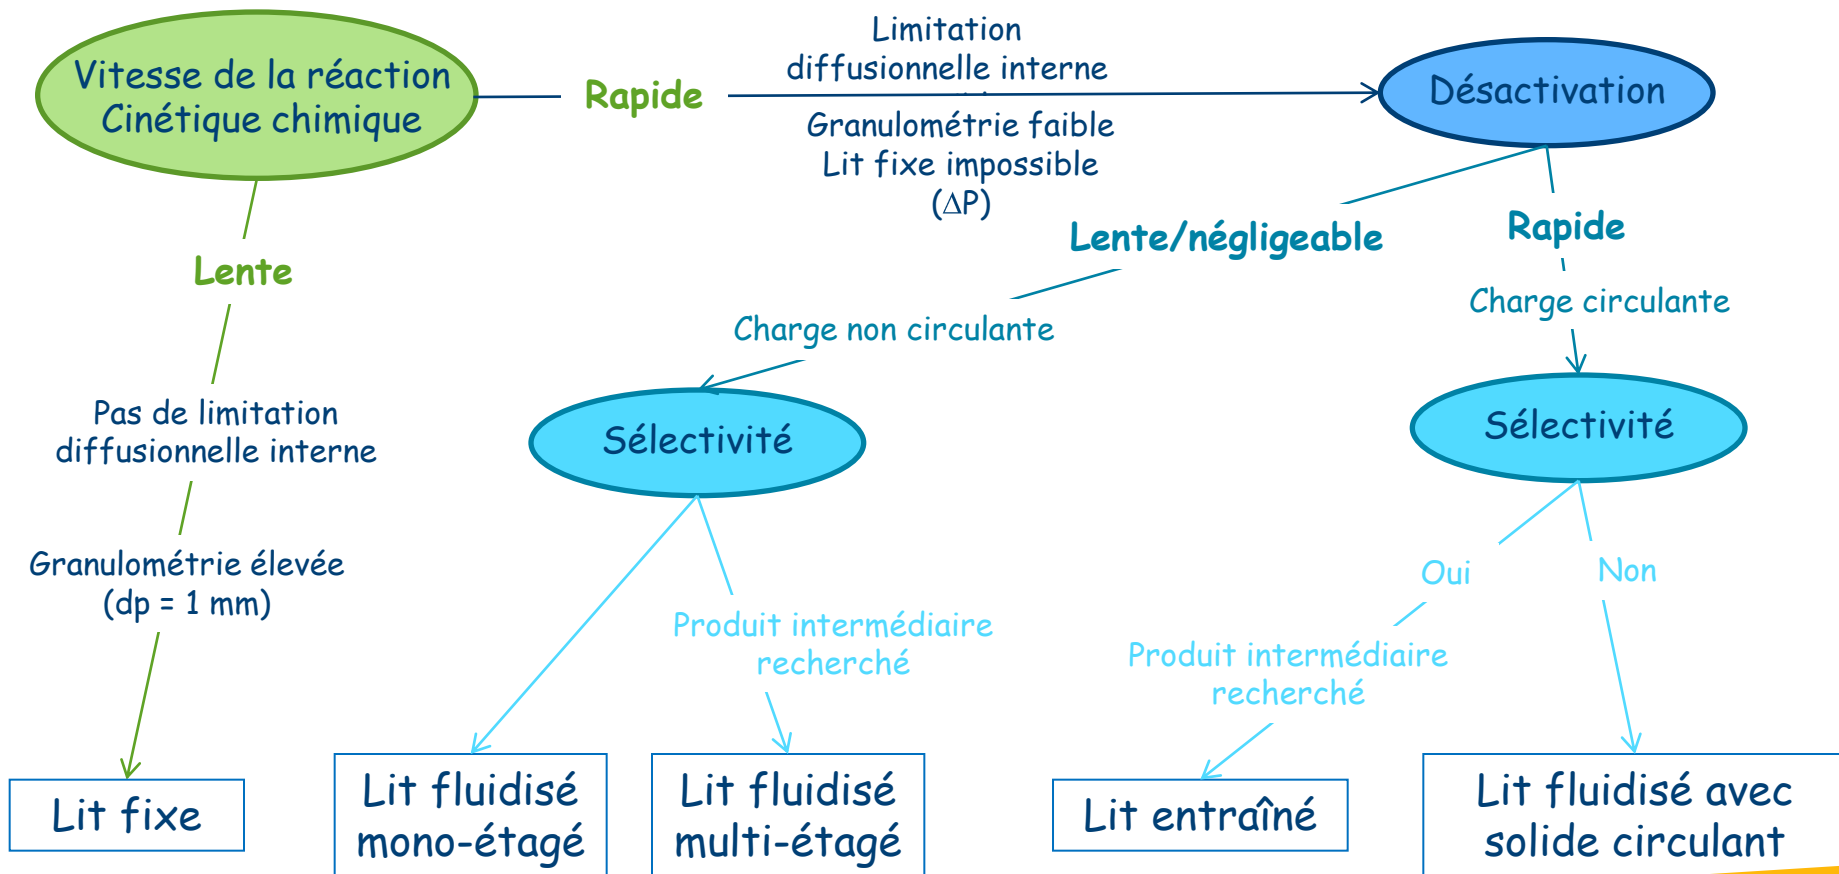 Vitesse de la réaction
Cinétique chimique
Rapide
Limitation
diffusionnelle interne
Granulométrie faible
Lit fixe impossible
(ΔP)
Désactivation
Lente
Pas de limitation
diffusionnelle interne
Granulométrie élevée
(dp = 1 mm)
Lit fixe
Lente/négligeable
Charge non circulante
Sélectivité
Produit intermédiaire
recherché
Lit fluidisé
mono-étagé
Lit fluidisé
multi-étagé
Rapide
Charge circulante
Sélectivité
Oui
Non
Produit intermédiaire
recherché
Lit entraîné
Lit fluidisé avec
solide circulant